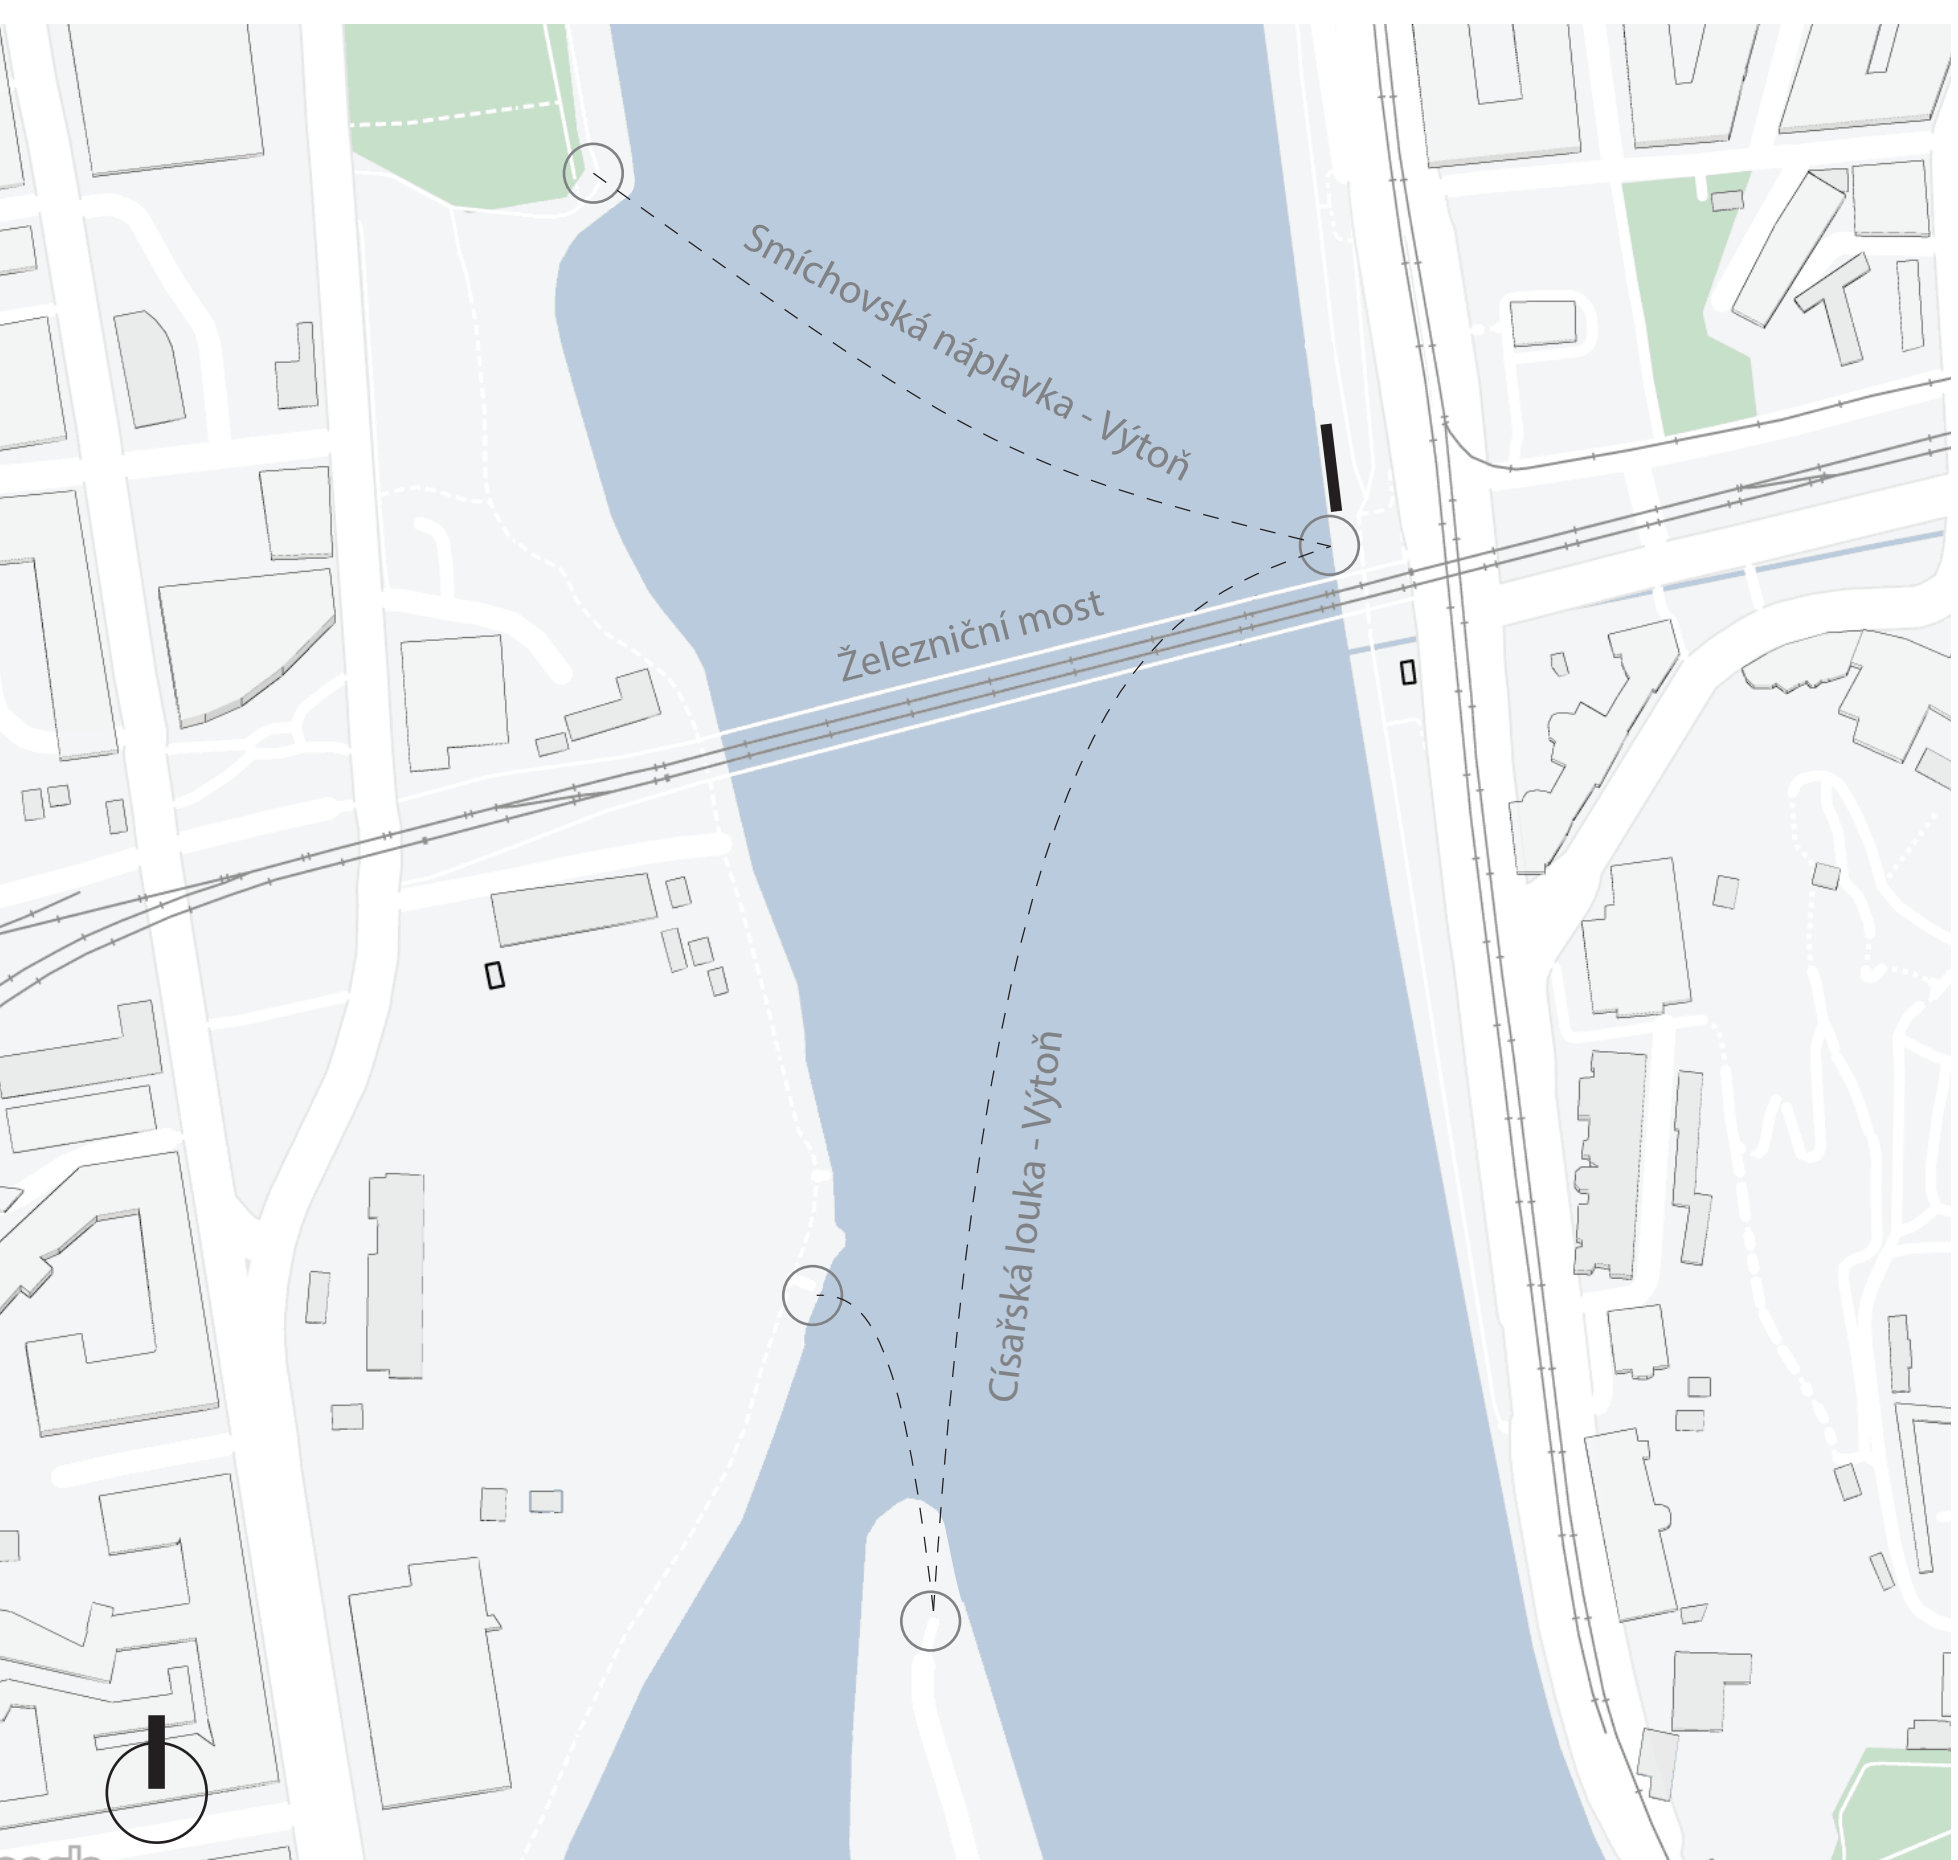 Smíchovská náplavka - Výtoň
Železniční most
Císařská louka - Výtoň